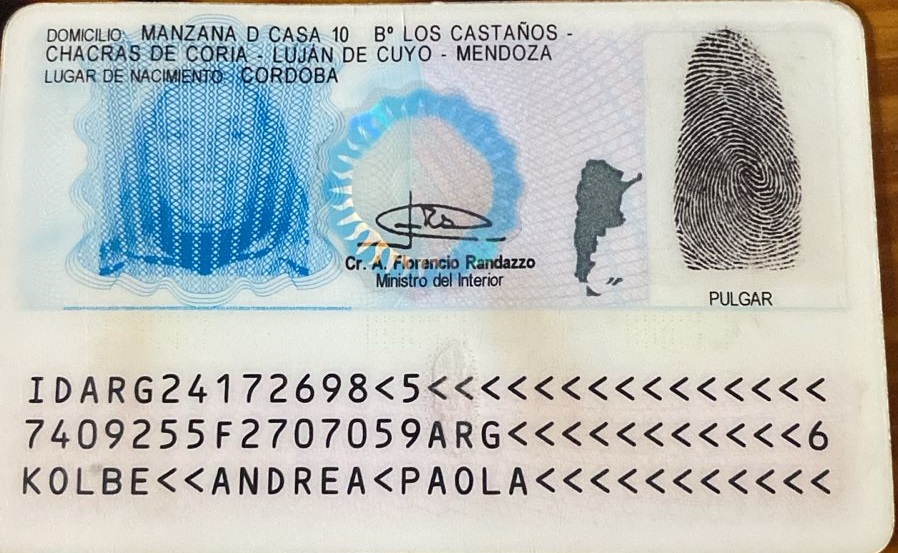 DOMICILIO: MANZANA D CASA 10 Bº LOS CASTAÑOS -
CHACRAS DE CORIA - LUJÁN DE CUYO - MENDOZA
LUGAR DE NACIMIENTO: CORDOBA
Cr. A. Florencio Randazzo
Ministro del Interior
PULGAR
IDARG24172698<5<<<<<<<<<<<<<<<
7409255F2707059ARG<<<<<<<<<<<6
KOLBE<<ANDREA<PAOLA<<<<<<<<<<<